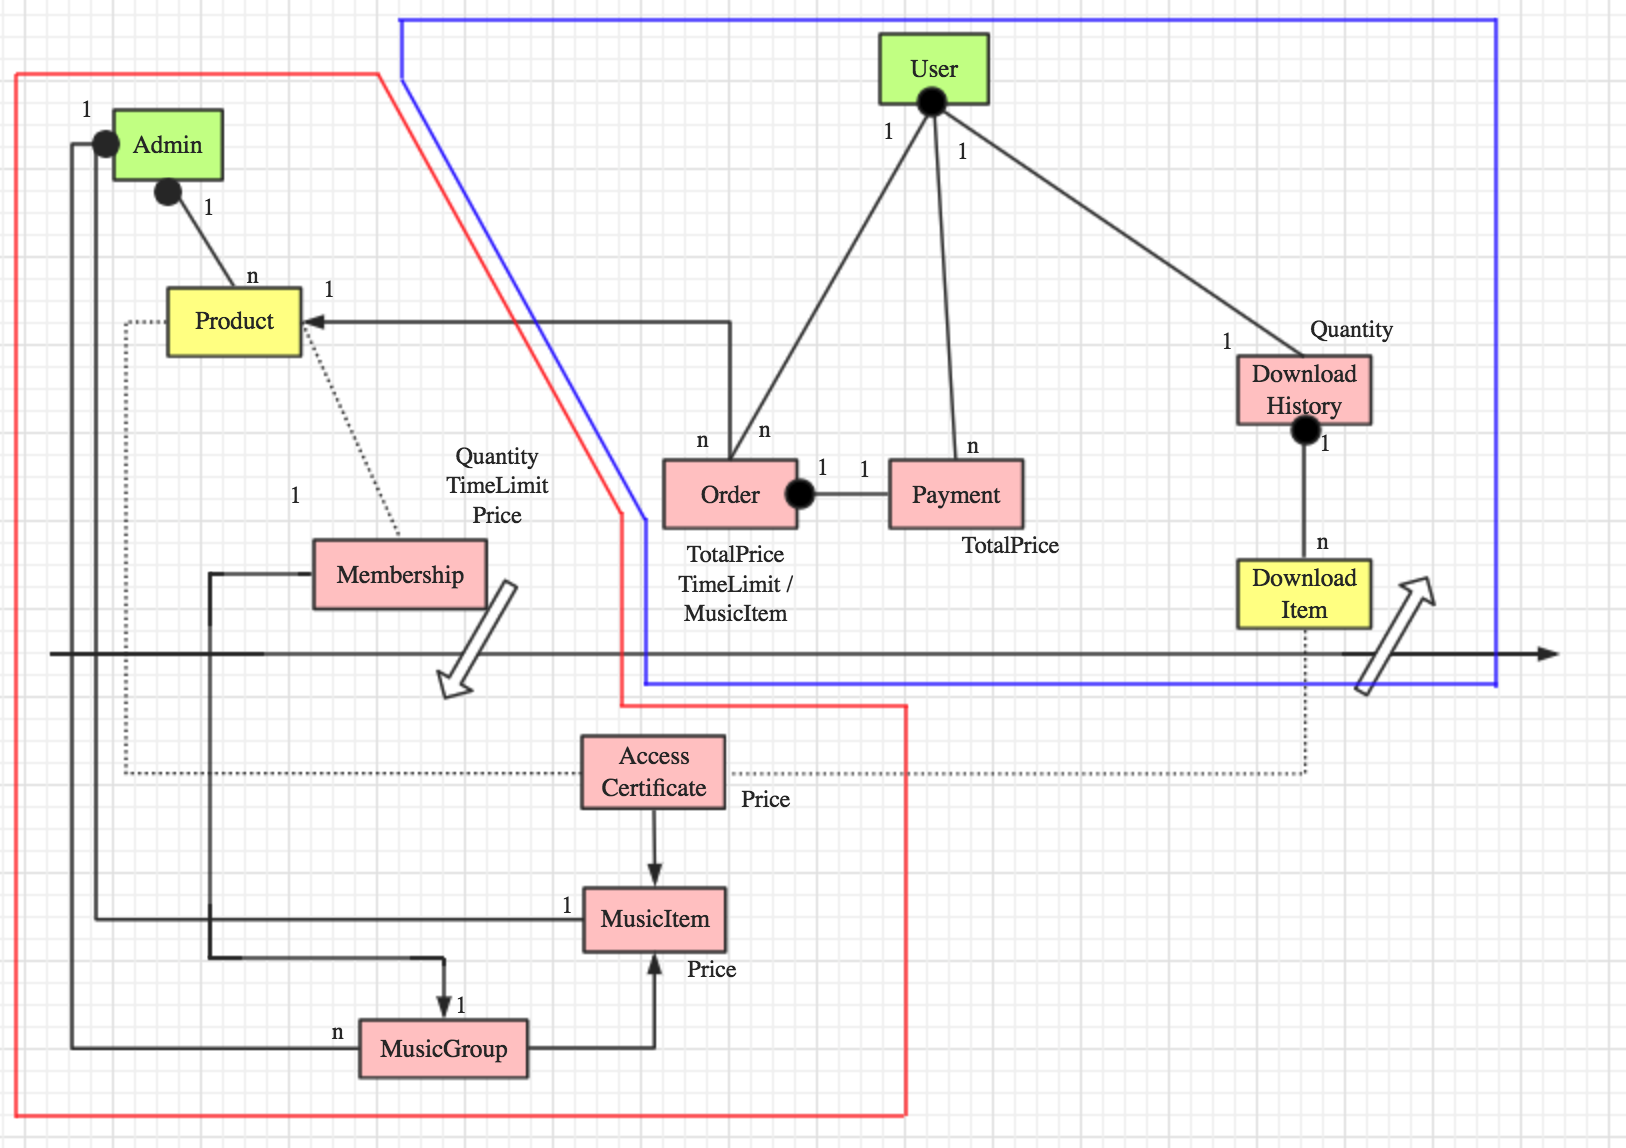 User
1
Admin
1
1
1
n
1
Product
Quantity
1
Download
History
1
n
n
n
Quantity
TimeLimit
Price
1
Order
1
1
Payment
TotalPrice
TotalPrice
TimeLimit /
MusicItem
n
Download
Item
Membership
Access
Certificate
Price
1
MusicItem
Price
1
n
MusicGroup